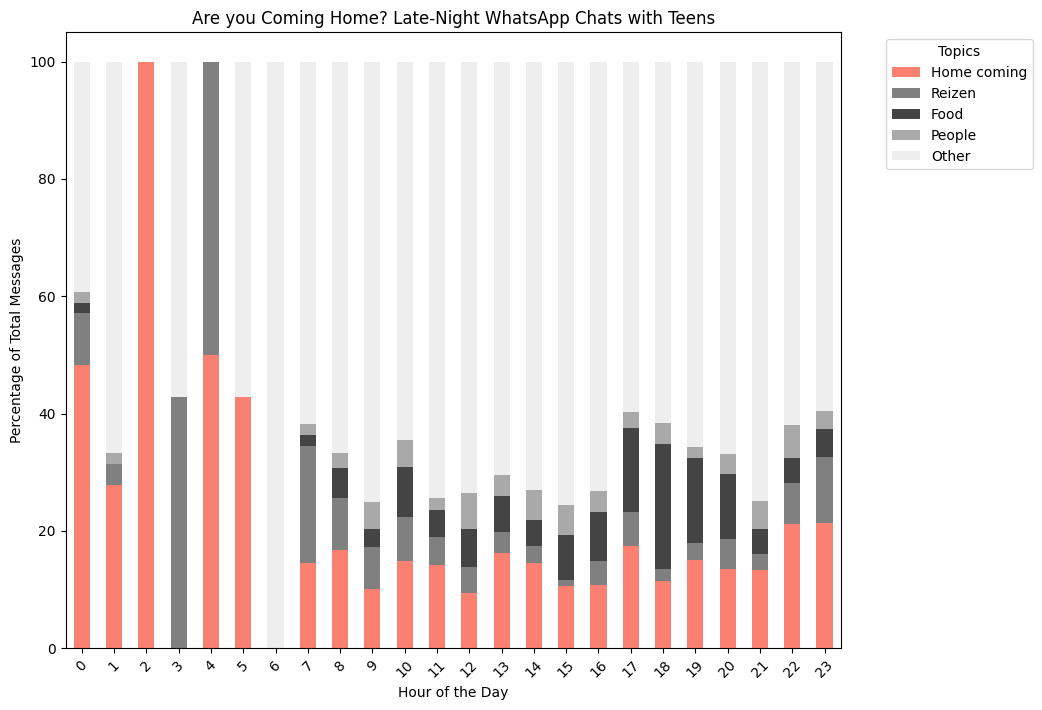 Are you Coming Home? Late-Night WhatsApp Chats with Teens
Topics
Home coming
Reizen
Food
People
Other
Percentage of Total Messages
100
80
60
40
20
0
0 1 2 3 4 5 6 7 8 9 10 11 12 13 14 15 16 17 18 19 20 21 22 23
Hour of the Day